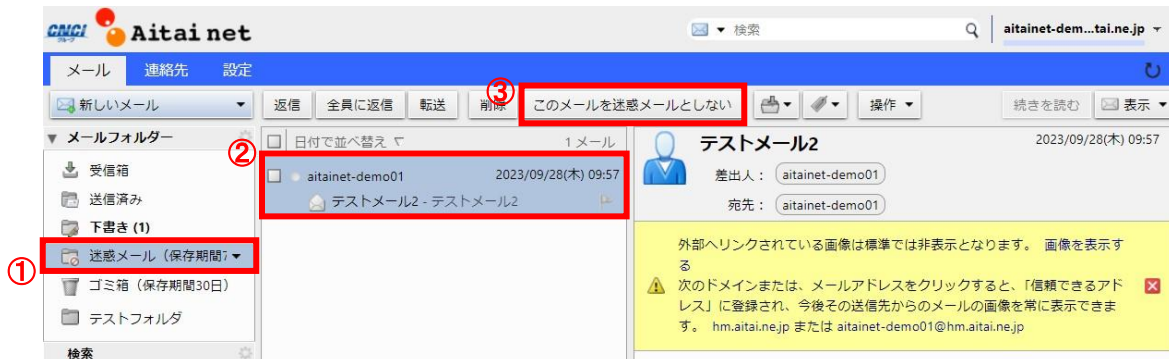 CNCI グループ Aitai net
検索
aitainet-dem...tai.ne.jp
メール 連絡先 設定
新しいメール
返信 全員に返信 転送 削除 このメールを迷惑メールとしない 操作 続きを読む 表示
③
メールフォルダー
日付で並べ替え 1 メール
②
受信箱
送信済み
下書き (1)
①
迷惑メール（保存期間7
ゴミ箱（保存期間30日）
テストフォルダ
検索
aitainet-demo01 2023/09/28(木) 09:57
テストメール2 - テストメール2
テストメール2 2023/09/28(木) 09:57
差出人： aitainet-demo01
宛先： aitainet-demo01
外部へリンクされている画像は標準では非表示となります。 画像を表示す
る
次のドメインまたは、メールアドレスをクリックすると、「信頼できるアド
レス」に登録され、今後その送信先からのメールの画像を常に表示できま
す。 hm.aitai.ne.jp または aitainet-demo01@hm.aitai.ne.jp